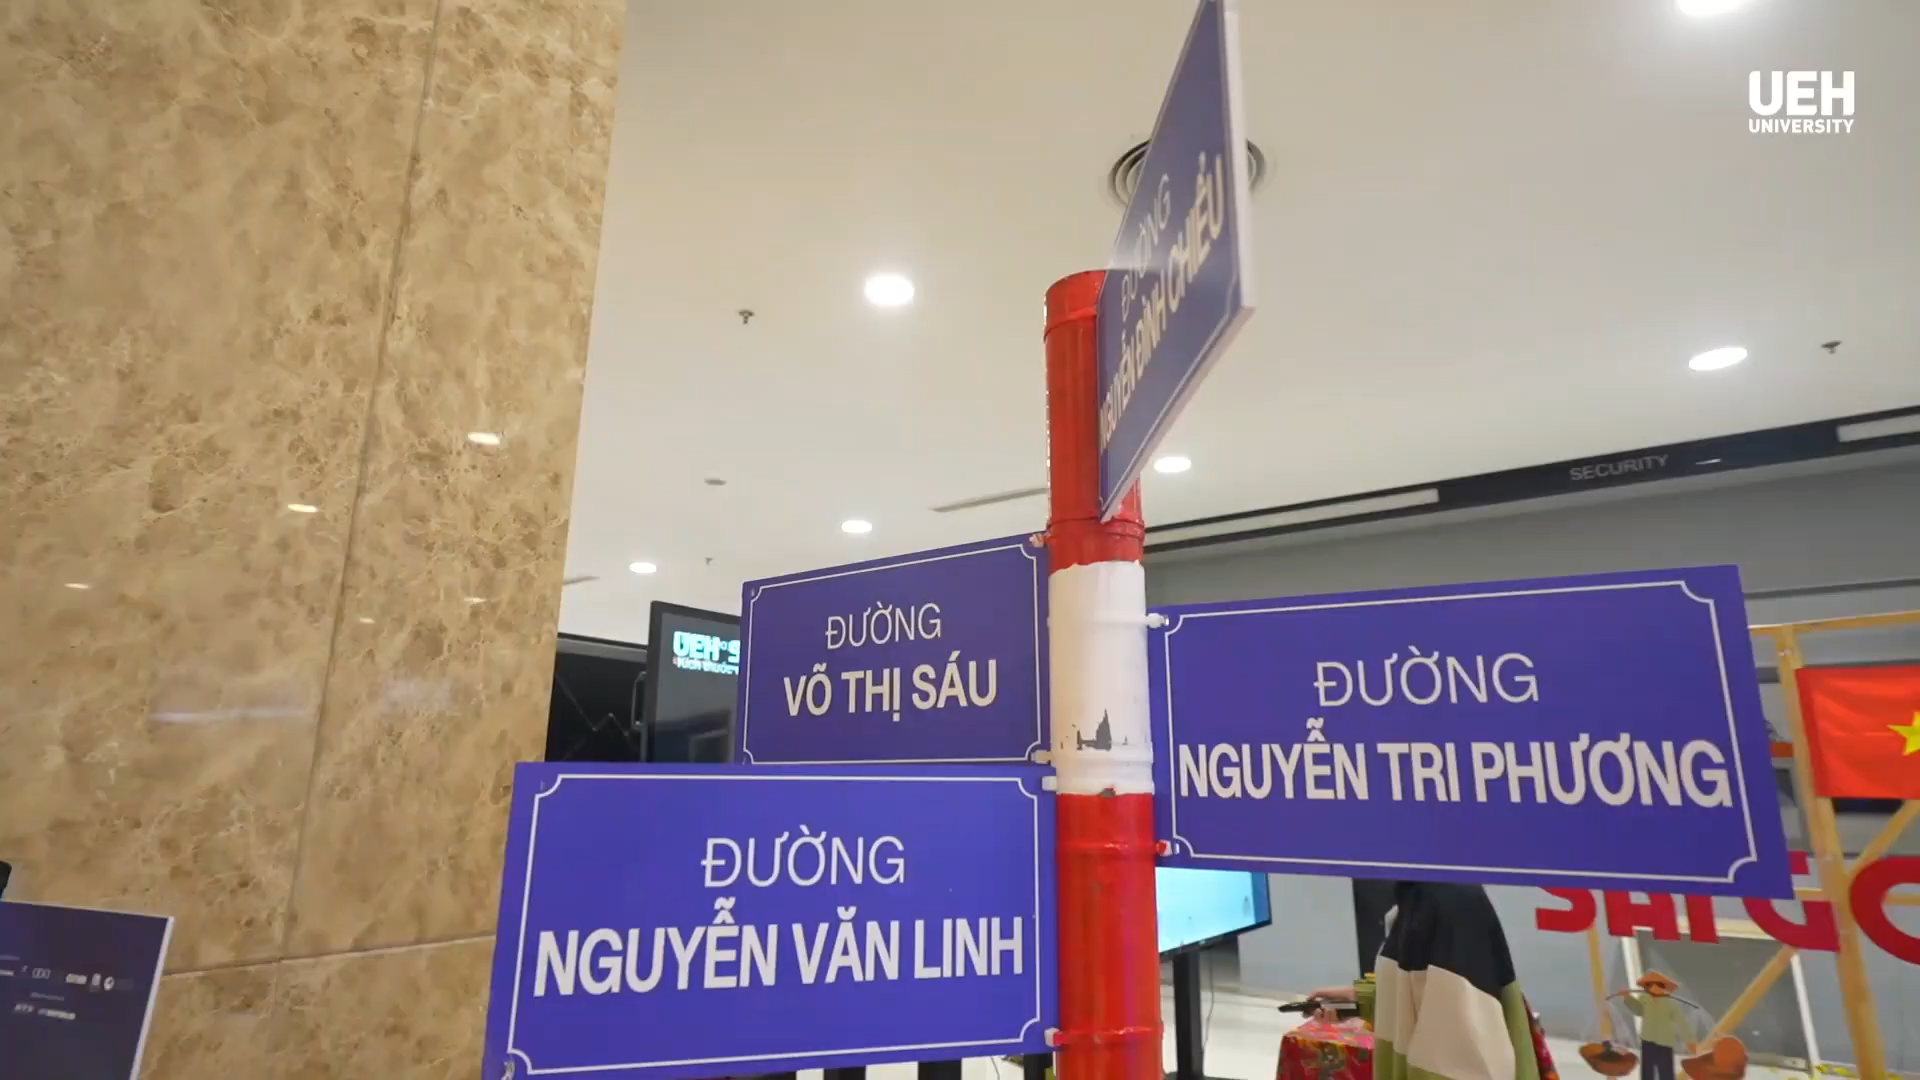 UEH
UNIVERSITY
ĐƯỜNG
NGUYỄN ĐÌNH CHIỂU
SECURITY
ĐƯỜNG
VÕ THỊ SÁU
ĐƯỜNG
NGUYỄN TRI PHƯƠNG
ĐƯỜNG
NGUYỄN VĂN LINH
UEH